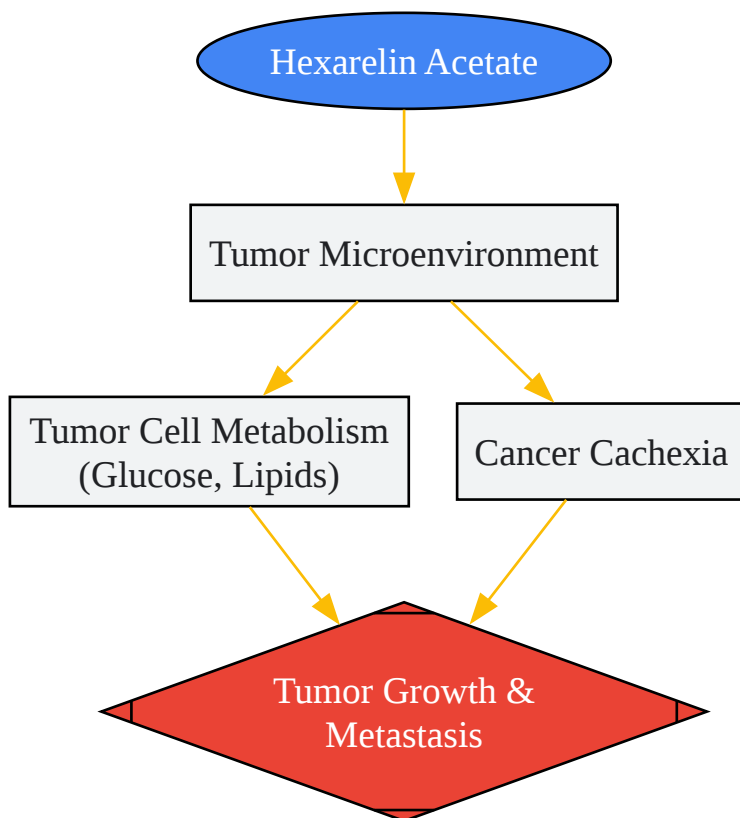 Hexarelin Acetate
Tumor Microenvironment
Tumor Cell Metabolism
(Glucose, Lipids)
Cancer Cachexia
Tumor Growth &
Metastasis